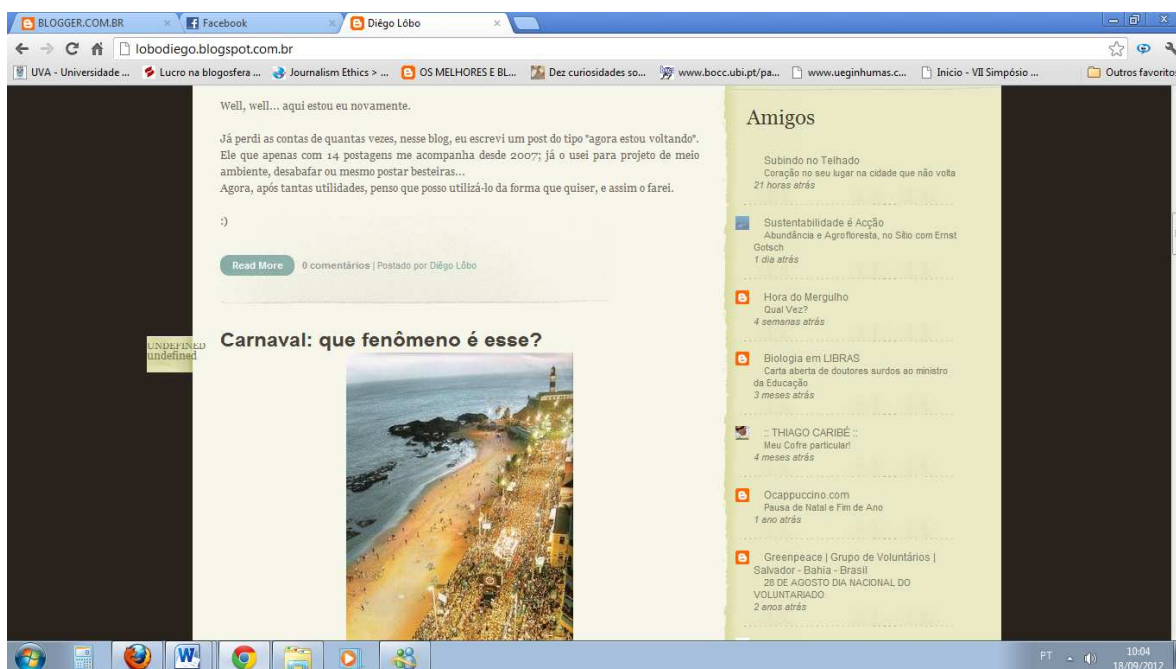 BLOGGER.COM.BR
Facebook
Diêgo Lôbo
lobodiego.blogspot.com.br
UVA - Universidade ...
Lucro na blogosfera ...
Journalism Ethics > ...
OS MELHORES E BL...
Dez curiosidades so...
www.bocc.ubi.pt/pa...
www.ueginhumas.c...
Inicio - VII Simpósio ...
Outros favoritos
Well, well... aqui estou eu novamente.
Já perdi as contas de quantas vezes, nesse blog, eu escrevi um post do tipo "agora estou voltando".
Ele que apenas com 14 postagens me acompanha desde 2007; já o usei para projeto de meio
ambiente, desabafar ou mesmo postar besteiras...
Agora, após tantas utilidades, penso que posso utilizá-lo da forma que quiser, e assim o farei.
:)
Read More
0 comentários | Postado por Diêgo Lôbo
UNDEFINED
undefined
Carnaval: que fenômeno é esse?
Amigos
Subindo no Telhado
Coração no seu lugar na cidade que não volta
21 horas atrás
Sustentabilidade é Acção
Abundância e Agrofloresta, no Sítio com Ernst
Gotsch
1 dia atrás
Hora do Mergulho
Qual Vez?
4 semanas atrás
Biologia em LIBRAS
Carta aberta de doutores surdos ao ministro
da Educação
3 meses atrás
:: THIAGO CARIBÉ ::
Meu Cofre particular!
4 meses atrás
Ocappuccino.com
Pausa de Natal e Fim de Ano
1 ano atrás
Greenpeace | Grupo de Voluntários |
Salvador - Bahia - Brasil
28 DE AGOSTO DIA NACIONAL DO
VOLUNTARIADO
2 anos atrás
PT
10:04
18/09/2012